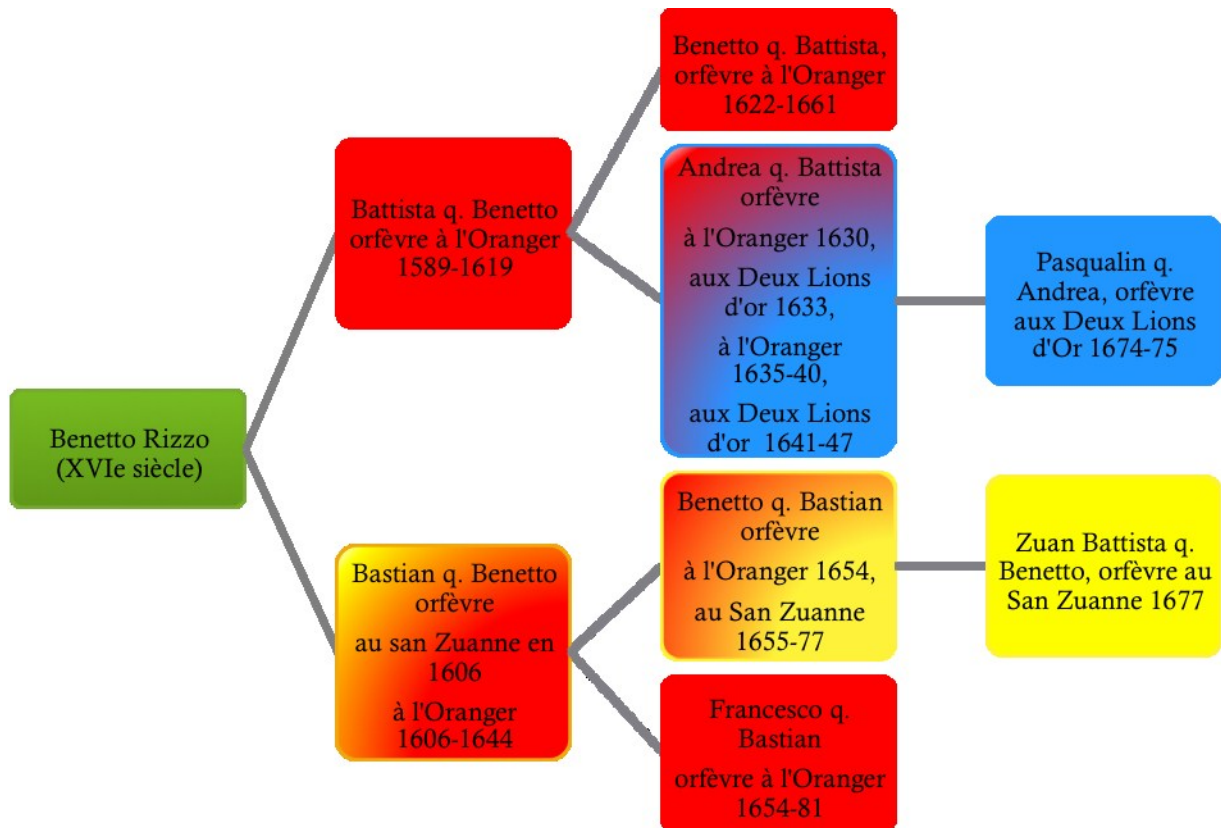 Benetto Rizzo
(XVIe siècle)
Battista q. Benetto
orfèvre à l'Oranger
1589-1619
Bastian q. Benetto
orfèvre
au san Zuanne en
1606
à l'Oranger
1606-1644
Benetto q. Battista,
orfèvre à l'Oranger
1622-1661
Andrea q. Battista
orfèvre
à l'Oranger 1630,
aux Deux Lions
d'or 1633,
à l'Oranger
1635-40,
aux Deux Lions
d'or 1641-47
Benetto q. Bastian
orfèvre
à l'Oranger 1654,
au San Zuanne
1655-77
Francesco q.
Bastian
orfèvre à l'Oranger
1654-81
Pasqualin q.
Andrea, orfèvre
aux Deux Lions
d'Or 1674-75
Zuan Battista q.
Benetto, orfèvre au
San Zuanne 1677